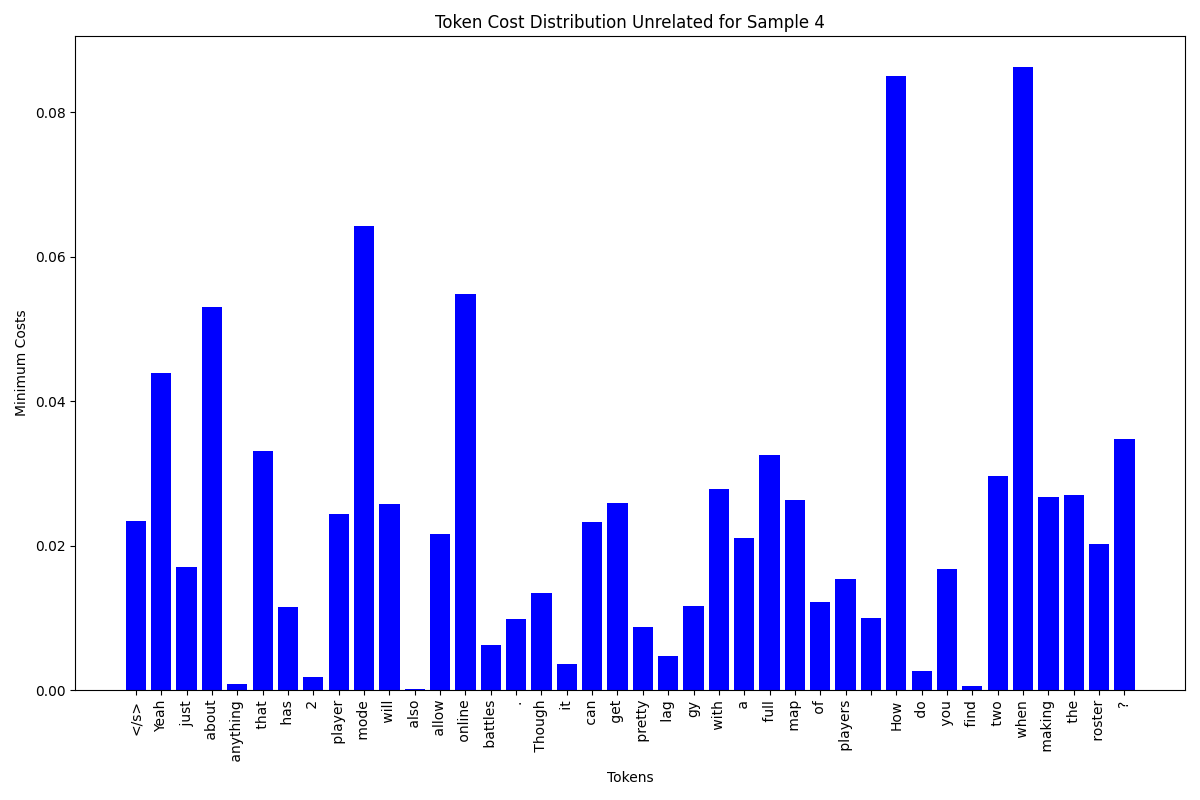 Token Cost Distribution Unrelated for Sample 4
Minimum Costs
0.08
0.06
0.04
0.02
0.00
</s>
Yeah
just
about
anything
that
has
2
player
mode
will
also
allow
online
battles
.
Though
it
can
get
pretty
lag
gy
with
a
full
map
of
players
How
do
you
find
two
when
making
the
roster
?
Tokens